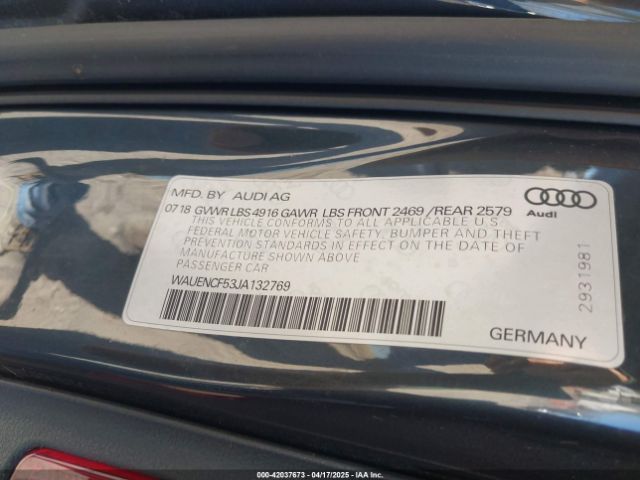 MFD. BY AUDI AG
0718 GVWR LBS 4916 GAWR LBS FRONT 2469 /REAR 2579
THIS VEHICLE CONFORMS TO ALL APPLICABLE U.S.
FEDERAL MOTOR VEHICLE SAFETY, BUMPER AND THEFT
PREVENTION STANDARDS IN EFFECT ON THE DATE OF
MANUFACTURE SHOWN ABOVE
PASSENGER CAR
WAUENCF53JA132769
Audi
2931981
GERMANY
000-42037673 - 04/17/2025 - IAA Inc.